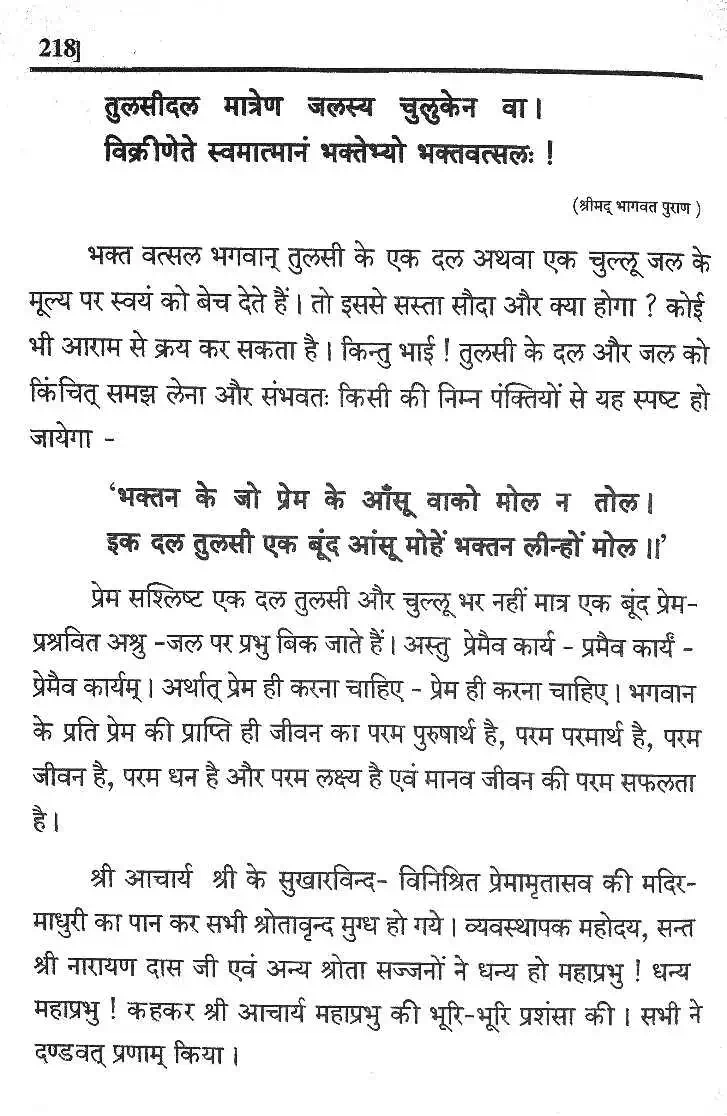 218]
तुलसीदल मात्रेण जलस्य चुलुकेन वा।
विक्रीणेते स्वमात्मानं भक्तेभ्यो भक्तवत्सलः !
(श्रीमद् भागवत पुराण )
भक्त वत्सल भगवान् तुलसी के एक दल अथवा एक चुल्लू जल के
मूल्य पर स्वयं को बेच देते हैं। तो इससे सस्ता सौदा और क्या होगा ? कोई
भी आराम से क्रय कर सकता है। किन्तु भाई ! तुलसी के दल और जल को
किंचित् समझ लेना और संभवतः किसी की निम्न पंक्तियों से यह स्पष्ट हो
जायेगा -
'भक्तन के जो प्रेम के आँसू वाको मोल न तोल।
इक दल तुलसी एक बूंद आंसू मोहें भक्तन लीन्हों मोल॥'
प्रेम सश्लिष्ट एक दल तुलसी और चुल्लू भर नहीं मात्र एक बूंद प्रेम-
प्रश्रवित अश्रु -जल पर प्रभु बिक जाते हैं। अस्तु प्रेमैव कार्य - प्रमैव कार्यं -
प्रेमैव कार्यम्। अर्थात् प्रेम ही करना चाहिए - प्रेम ही करना चाहिए। भगवान
के प्रति प्रेम की प्राप्ति ही जीवन का परम पुरुषार्थ है, परम परमार्थ है, परम
जीवन है, परम धन है और परम लक्ष्य है एवं मानव जीवन की परम सफलता
है।
श्री आचार्य श्री के सुखारविन्द- विनिश्रित प्रेमामृतासव की मदिर-
माधुरी का पान कर सभी श्रोतावृन्द मुग्ध हो गये। व्यवस्थापक महोदय, सन्त
श्री नारायण दास जी एवं अन्य श्रोता सज्जनों ने धन्य हो महाप्रभु ! धन्य
महाप्रभु ! कहकर श्री आचार्य महाप्रभु की भूरि-भूरि प्रशंसा की। सभी ने
दण्डवत् प्रणाम् किया।